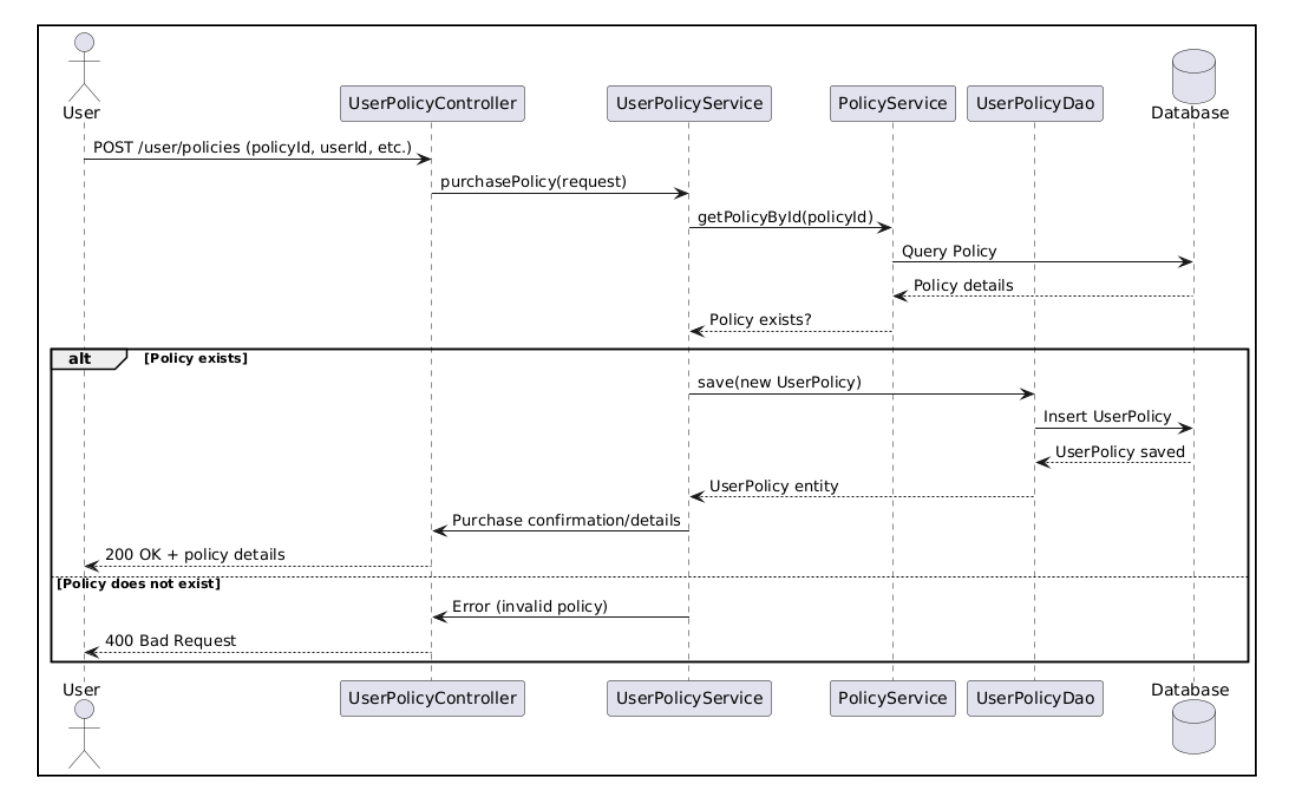 User
UserPolicyController
UserPolicyService
PolicyService
UserPolicyDao
Database
POST /user/policies (policyId, userId, etc.)
purchasePolicy(request)
getPolicyById(policyId)
Query Policy
Policy details
Policy exists?
alt [Policy exists]
save(new UserPolicy)
Insert UserPolicy
UserPolicy saved
UserPolicy entity
Purchase confirmation/details
200 OK + policy details
[Policy does not exist]
Error (invalid policy)
400 Bad Request
User
UserPolicyController
UserPolicyService
PolicyService
UserPolicyDao
Database